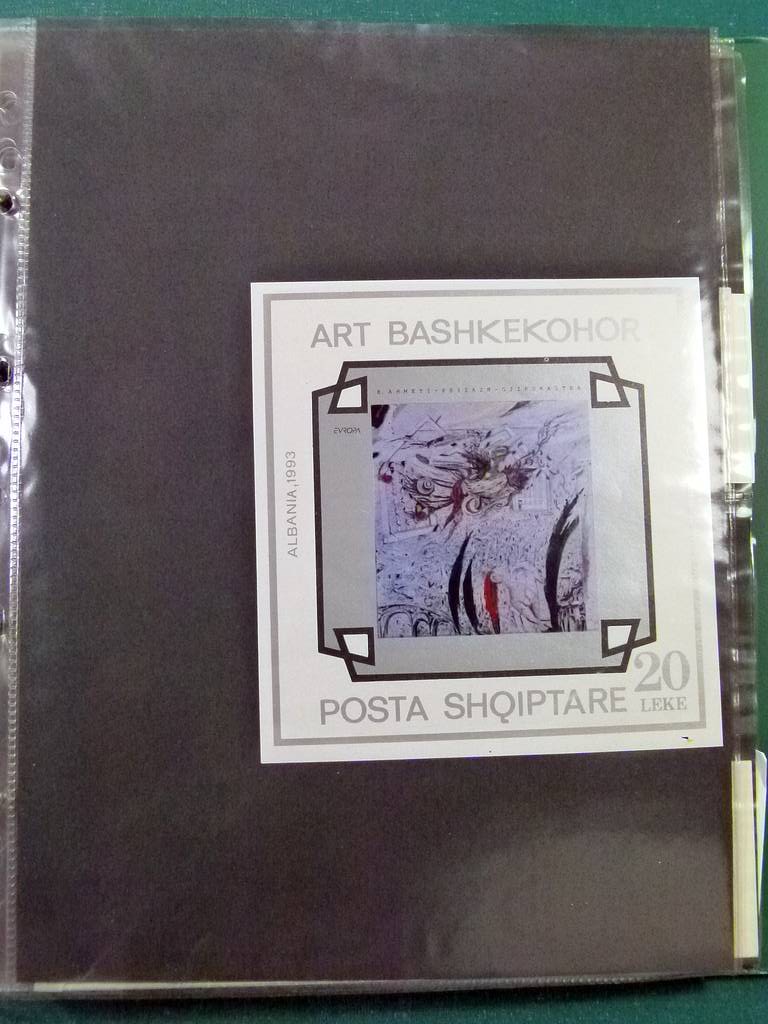 ART BASHKEKOHOR
EVROPA
ALBANIA, 1993
POSTA SHQIPTARE
20
LEKE